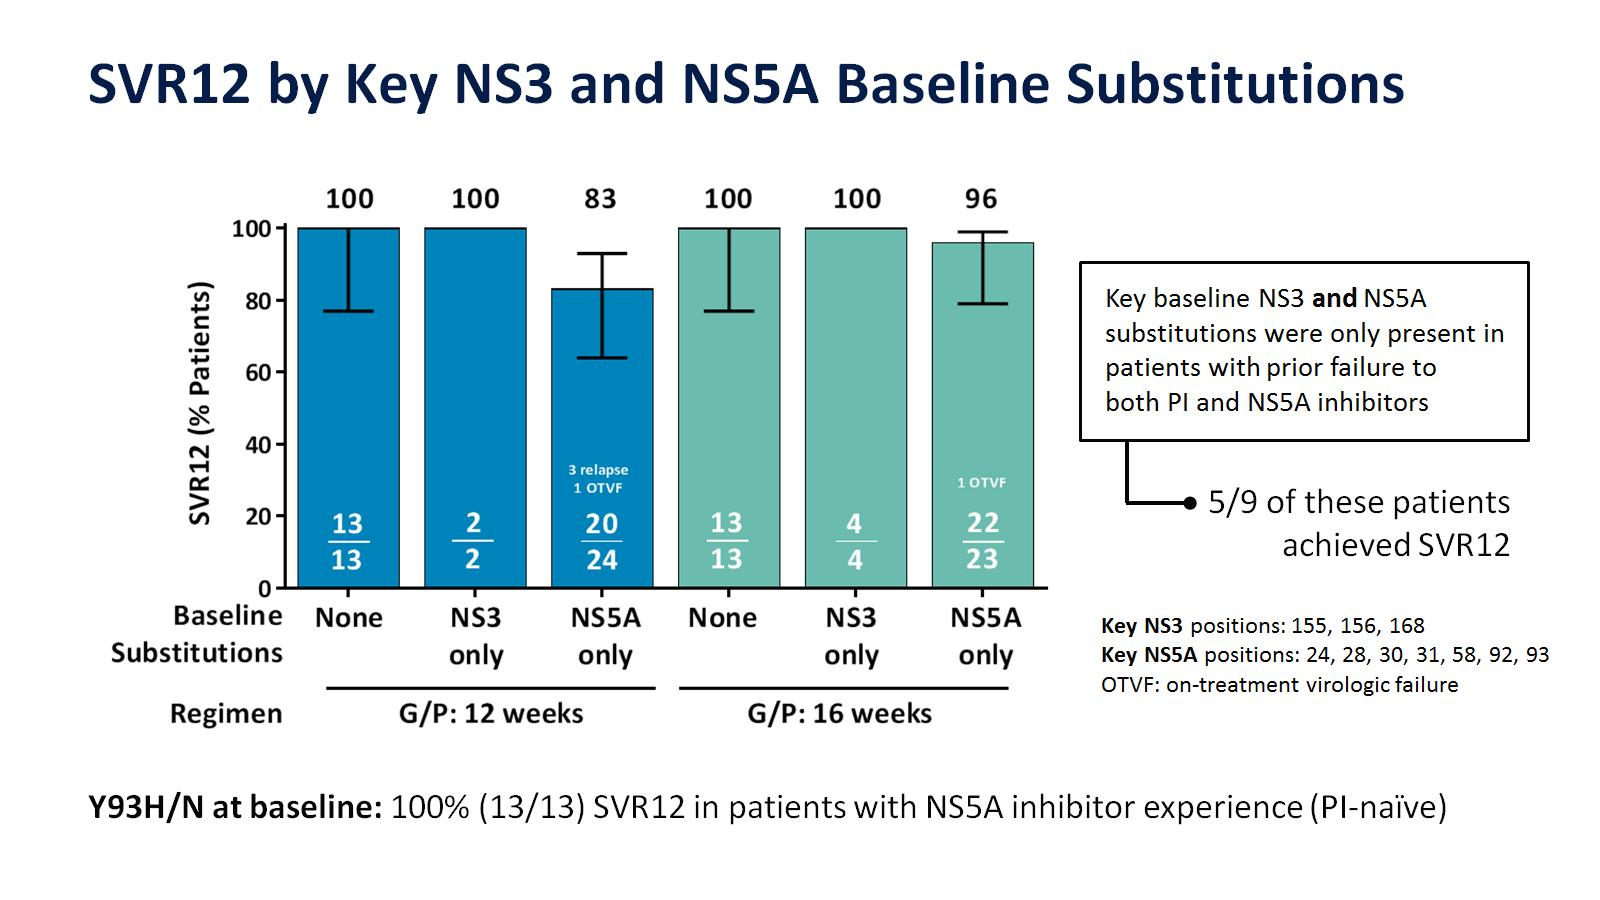 SVR12 by Key NS3 and NS5A Baseline Substitutions
100 100 83 100 100 96
SVR12 (% Patients)
100
80
60
40
20
0
3 relapse
1 OTVF
1 OTVF
13 2 20 13 4 22
13 2 24 13 4 23
Baseline
Substitutions
None
NS3
only
NS5A
only
None
NS3
only
NS5A
only
Regimen
G/P: 12 weeks
G/P: 16 weeks
Key baseline NS3 and NS5A
substitutions were only present in
patients with prior failure to
both PI and NS5A inhibitors
5/9 of these patients
achieved SVR12
Key NS3 positions: 155, 156, 168
Key NS5A positions: 24, 28, 30, 31, 58, 92, 93
OTVF: on-treatment virologic failure
Y93H/N at baseline: 100% (13/13) SVR12 in patients with NS5A inhibitor experience (PI-naïve)